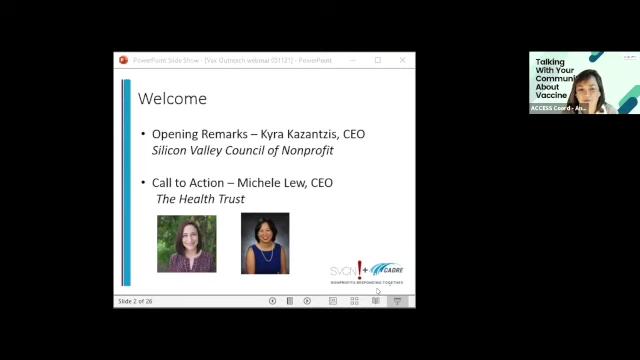 PowerPoint Slide Show - [Vax Outreach webinar 031121] - PowerPoint
Welcome
• Opening Remarks – Kyra Kazantzis, CEO
Silicon Valley Council of Nonprofit
• Call to Action – Michele Lew, CEO
The Health Trust
SVCN! + CADRE
NONPROFITS RESPONDING TOGETHER
Slide 2 of 26
Talking
With Your
Communi
About
Vaccine
ACCESS Coord - An...